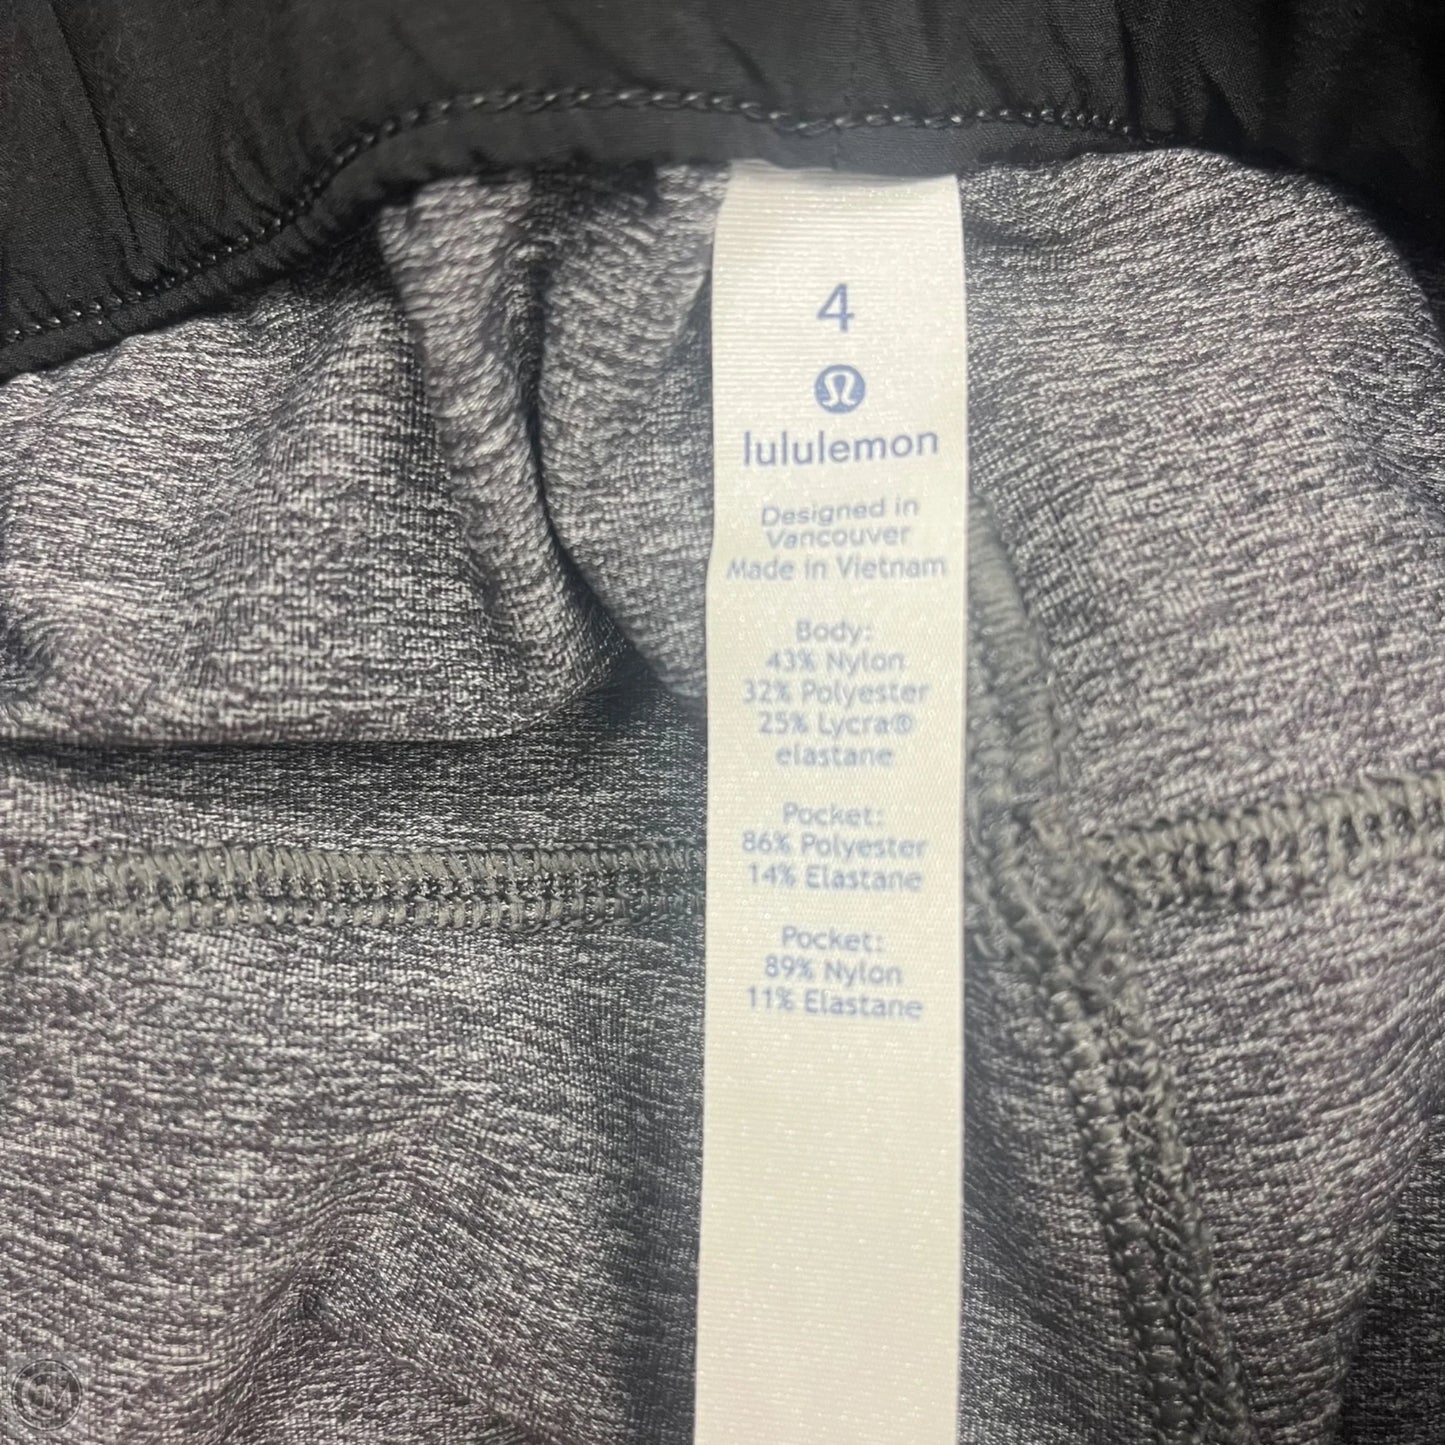 4
lululemon
Designed in
Vancouver
Made in Vietnam
Body:
43% Nylon
32% Polyester
25% Lycra®
elastane
Pocket:
86% Polyester
14% Elastane
Pocket:
89% Nylon
11% Elastane